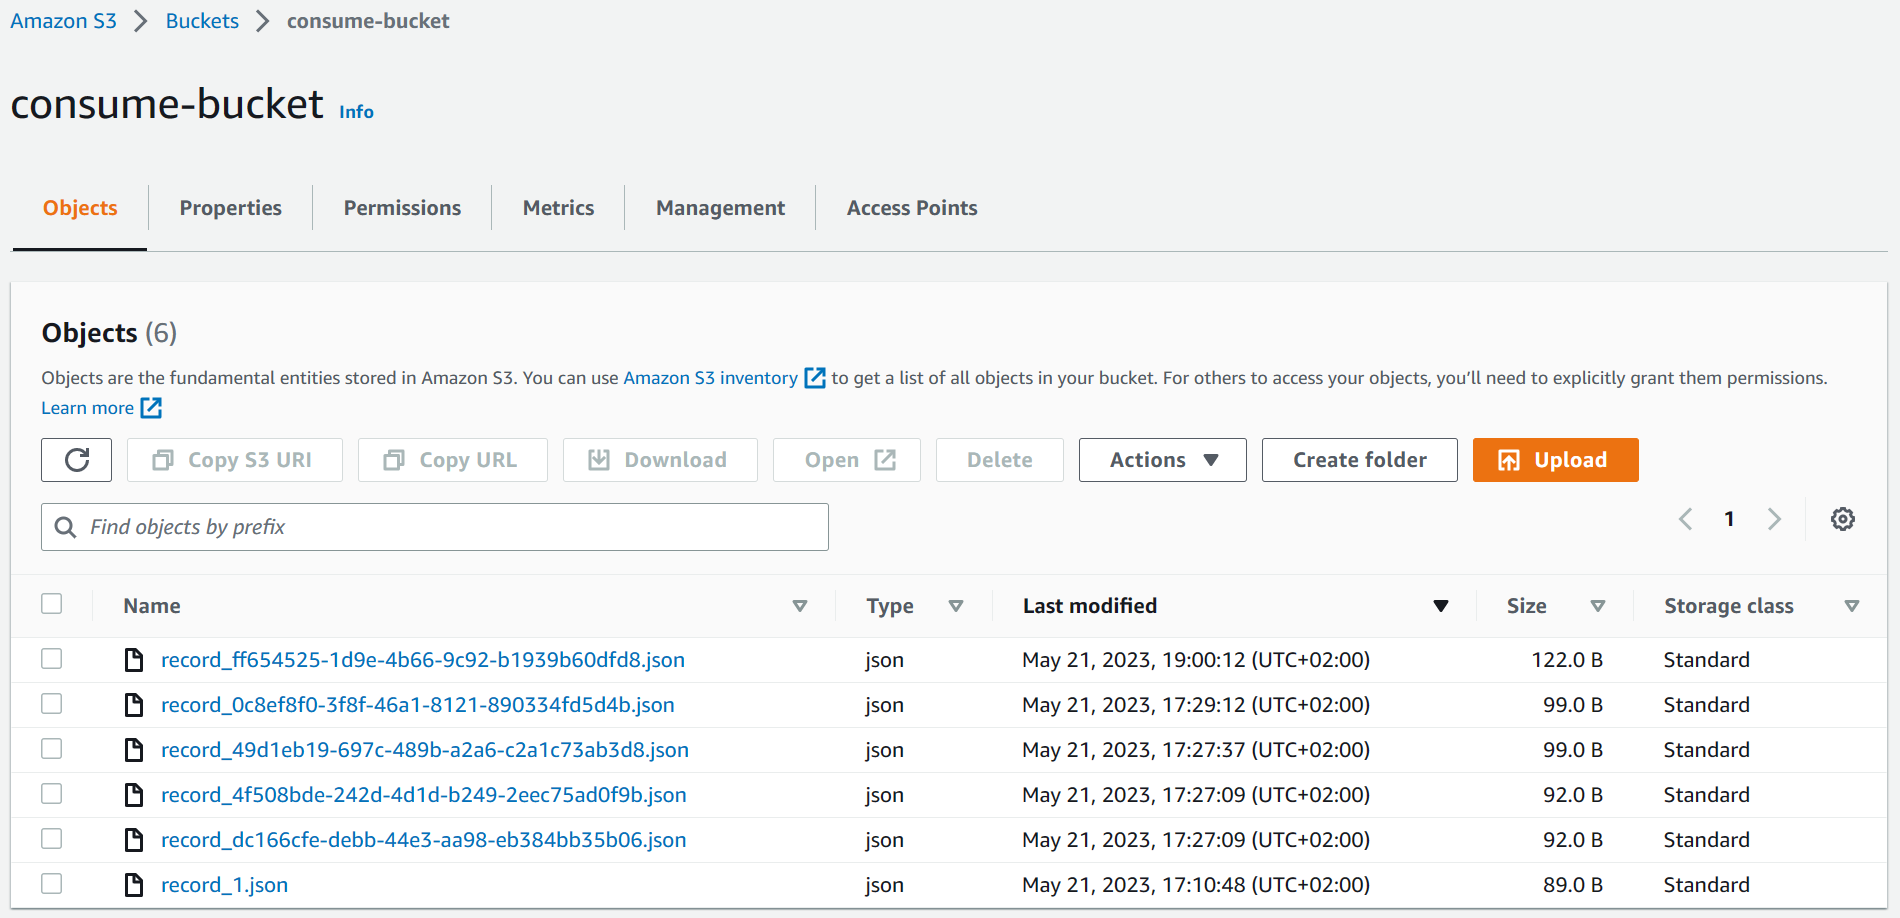 Amazon S3 > Buckets > consume-bucket
consume-bucket Info
Objects Properties Permissions Metrics Management Access Points
Objects (6)
Objects are the fundamental entities stored in Amazon S3. You can use Amazon S3 inventory to get a list of all objects in your bucket. For others to access your objects, you’ll need to explicitly grant them permissions.
Learn more
Copy S3 URI Copy URL Download Open Delete Actions Create folder Upload
Find objects by prefix
1
Name Type Last modified Size Storage class
record_ff654525-1d9e-4b66-9c92-b1939b60dfd8.json json May 21, 2023, 19:00:12 (UTC+02:00) 122.0 B Standard
record_0c8ef8f0-3f8f-46a1-8121-890334fd5d4b.json json May 21, 2023, 17:29:12 (UTC+02:00) 99.0 B Standard
record_49d1eb19-697c-489b-a2a6-c2a1c73ab3d8.json json May 21, 2023, 17:27:37 (UTC+02:00) 99.0 B Standard
record_4f508bde-242d-4d1d-b249-2eec75ad0f9b.json json May 21, 2023, 17:27:09 (UTC+02:00) 92.0 B Standard
record_dc166cfe-debb-44e3-aa98-eb384bb35b06.json json May 21, 2023, 17:27:09 (UTC+02:00) 92.0 B Standard
record_1.json json May 21, 2023, 17:10:48 (UTC+02:00) 89.0 B Standard